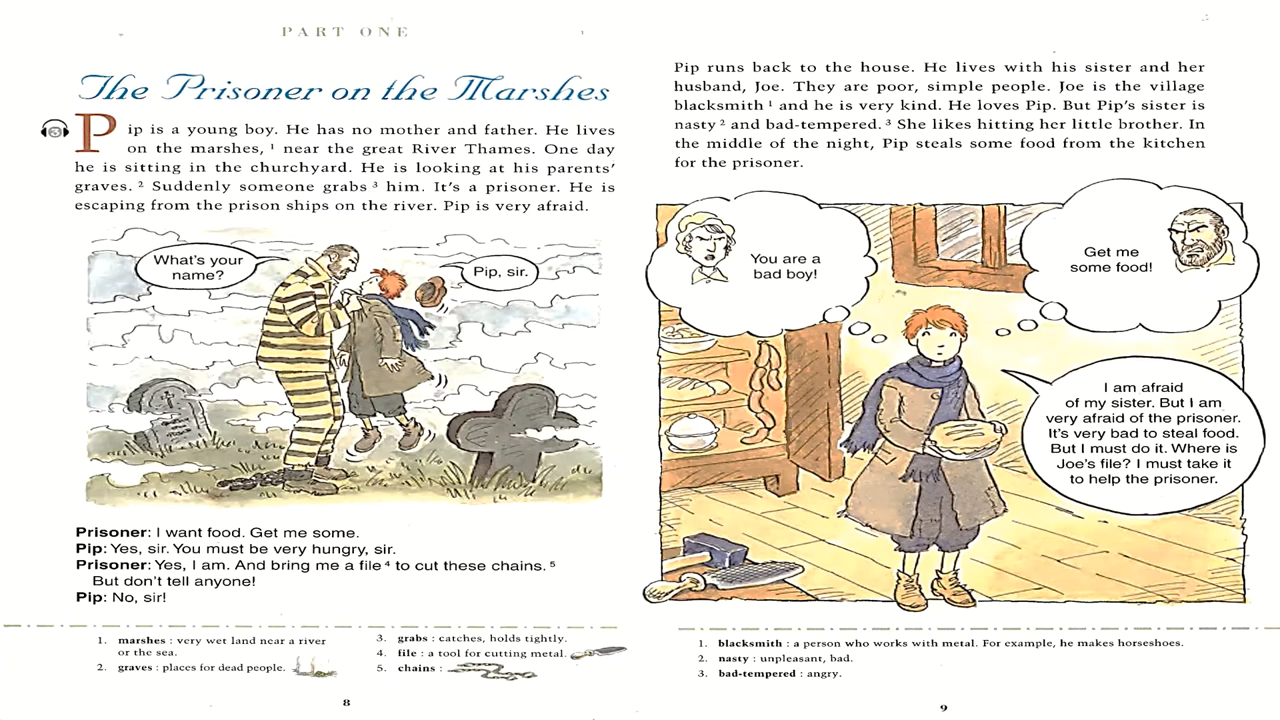 PART ONE
The Prisoner on the Marshes
Pip is a young boy. He has no mother and father. He lives
on the marshes, 1 near the great River Thames. One day
he is sitting in the churchyard. He is looking at his parents'
graves. 2 Suddenly someone grabs 3 him. It's a prisoner. He is
escaping from the prison ships on the river. Pip is very afraid.
What's your
name?
Pip, sir.
Prisoner: I want food. Get me some.
Pip: Yes, sir. You must be very hungry, sir.
Prisoner: Yes, I am. And bring me a file 4 to cut these chains. 5
But don't tell anyone!
Pip: No, sir!
1. marshes : very wet land near a river
or the sea.
2. graves : places for dead people.
3. grabs : catches, holds tightly.
4. file : a tool for cutting metal.
5. chains :
8
Pip runs back to the house. He lives with his sister and her
husband, Joe. They are poor, simple people. Joe is the village
blacksmith 1 and he is very kind. He loves Pip. But Pip's sister is
nasty 2 and bad-tempered. 3 She likes hitting her little brother. In
the middle of the night, Pip steals some food from the kitchen
for the prisoner.
You are a
bad boy!
Get me
some food!
I am afraid
of my sister. But I am
very afraid of the prisoner.
It's very bad to steal food.
But I must do it. Where is
Joe's file? I must take it
to help the prisoner.
1. blacksmith : a person who works with metal. For example, he makes horseshoes.
2. nasty : unpleasant, bad.
3. bad-tempered : angry.
9